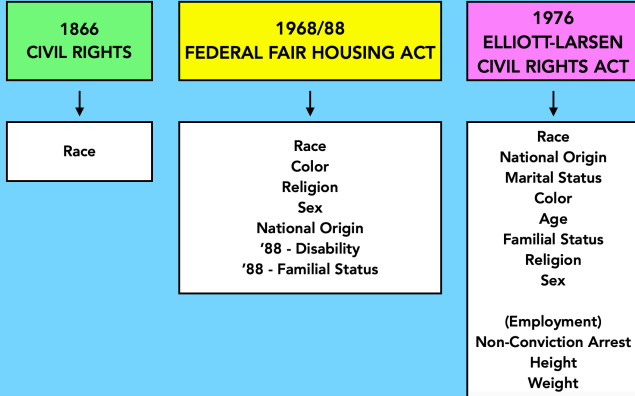 1866
CIVIL RIGHTS
Race
1968/88
FEDERAL FAIR HOUSING ACT
Race
Color
Religion
Sex
National Origin
’88 - Disability
’88 - Familial Status
1976
ELLIOTT-LARSEN
CIVIL RIGHTS ACT
Race
National Origin
Marital Status
Color
Age
Familial Status
Religion
Sex
(Employment)
Non-Conviction Arrest
Height
Weight